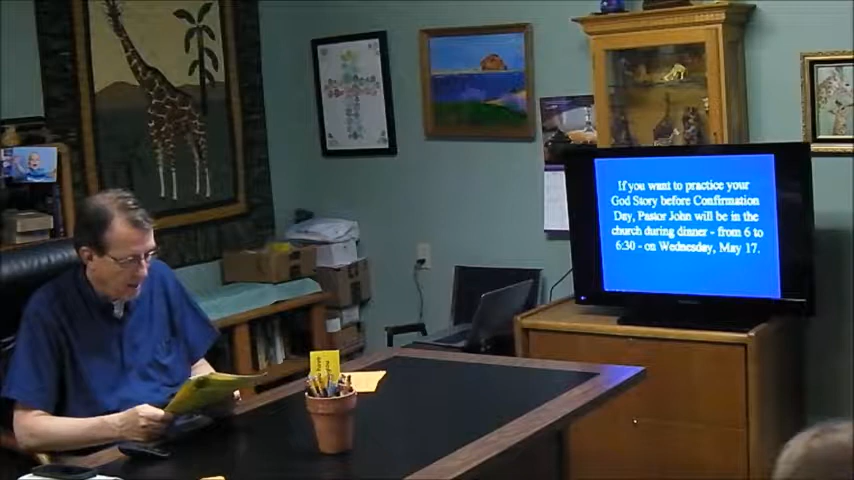 If you want to practice your
God Story before Confirmation
Day, Pastor John will be in the
church during dinner - from 6 to
6:30 - on Wednesday, May 17.